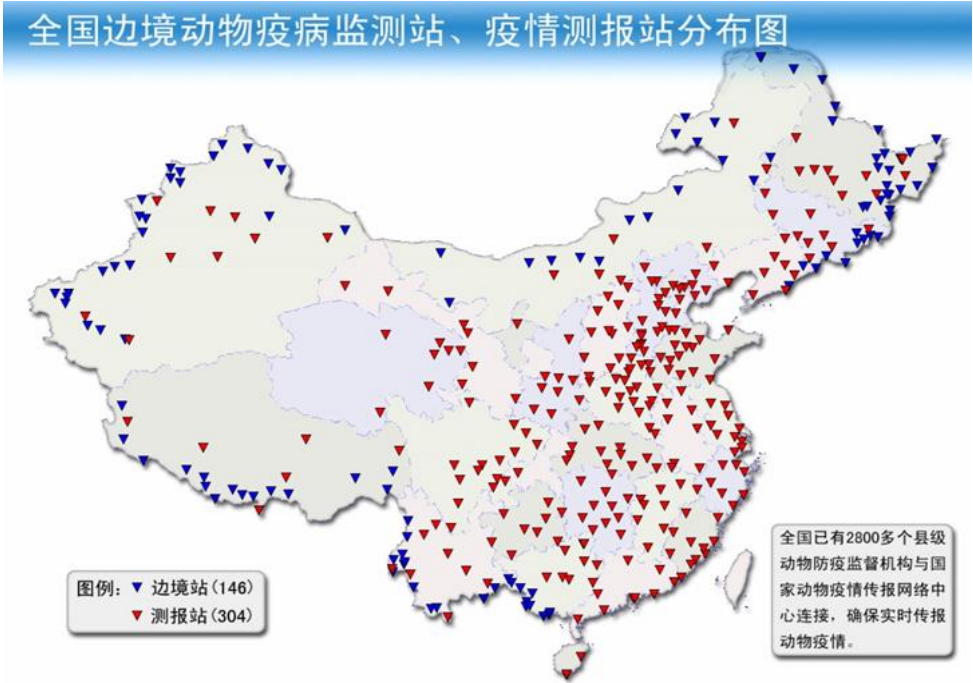 全国边境动物疫病监测站、疫情测报站分布图
全国已有2800多个县级
动物防疫监督机构与国
家动物疫情传报网络中
心连接，确保实时传报
动物疫情。
图例：▼ 边境站(146)
▼ 测报站(304)